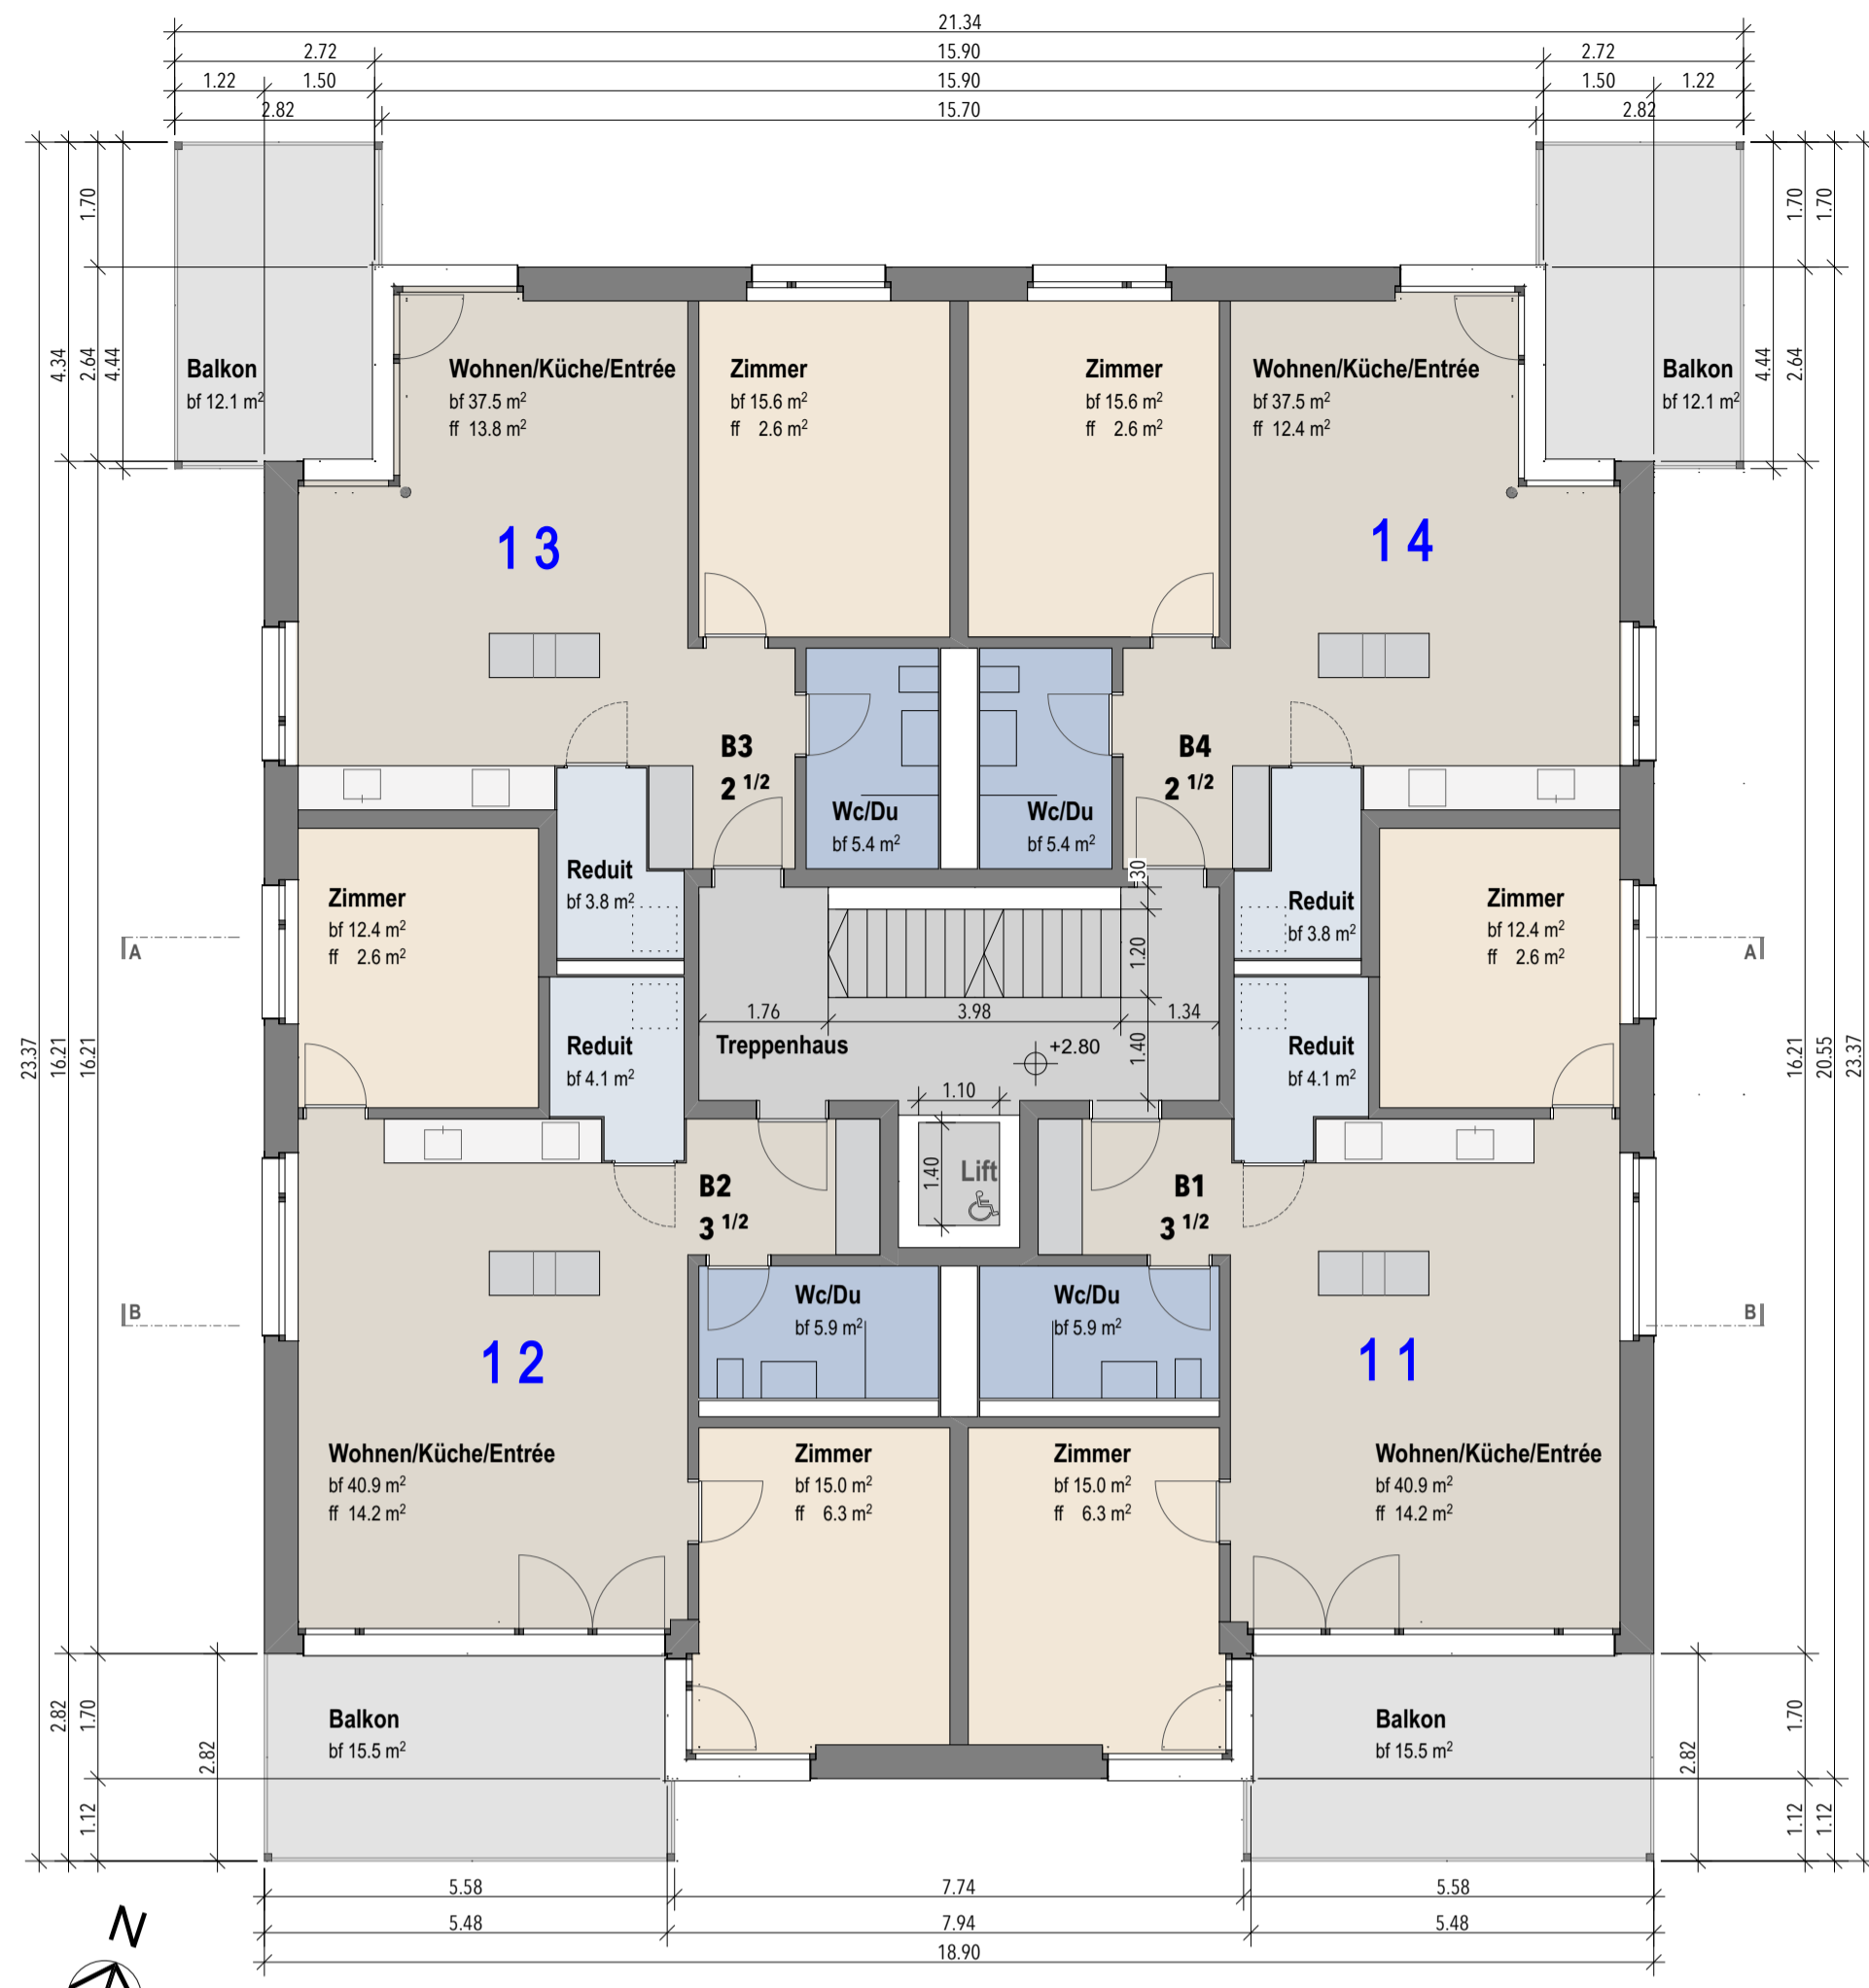 21.34
2.72 15.90 2.72
1.22 1.50 15.90 1.50 1.22
2.82 15.70 2.82
1.70
4.34
2.64
4.44
23.37
16.21
16.21
1.70
1.70
4.44
2.64
16.21
20.55
23.37
Balkon
bf 12.1 m²
Wohnen/Küche/Entrée
bf 37.5 m²
ff 13.8 m²
Zimmer
bf 15.6 m²
ff 2.6 m²
Zimmer
bf 15.6 m²
ff 2.6 m²
Wohnen/Küche/Entrée
bf 37.5 m²
ff 12.4 m²
Balkon
bf 12.1 m²
13
14
B3
2 1/2
Wc/Du
bf 5.4 m²
Wc/Du
bf 5.4 m²
B4
2 1/2
Zimmer
bf 12.4 m²
ff 2.6 m²
Reduit
bf 3.8 m²
Reduit
bf 3.8 m²
Zimmer
bf 12.4 m²
ff 2.6 m²
A
A
30
1.20
1.76 3.98 1.34
1.40
Treppenhaus
+2.80
Reduit
bf 4.1 m²
Reduit
bf 4.1 m²
1.10
1.40
Lift
B2
3 1/2
B1
3 1/2
B
B
Wc/Du
bf 5.9 m²
Wc/Du
bf 5.9 m²
12
11
Wohnen/Küche/Entrée
bf 40.9 m²
ff 14.2 m²
Zimmer
bf 15.0 m²
ff 6.3 m²
Zimmer
bf 15.0 m²
ff 6.3 m²
Wohnen/Küche/Entrée
bf 40.9 m²
ff 14.2 m²
Balkon
bf 15.5 m²
Balkon
bf 15.5 m²
2.82
1.70
2.82
1.12
2.82
1.70
1.12
1.12
5.58 7.74 5.58
5.48 7.94 5.48
18.90
N